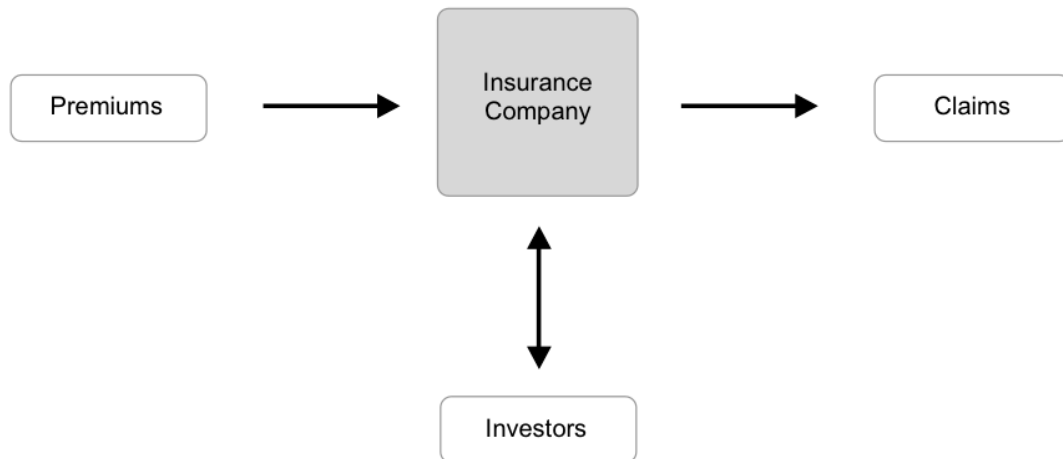 Premiums
Insurance
Company
Claims
Investors